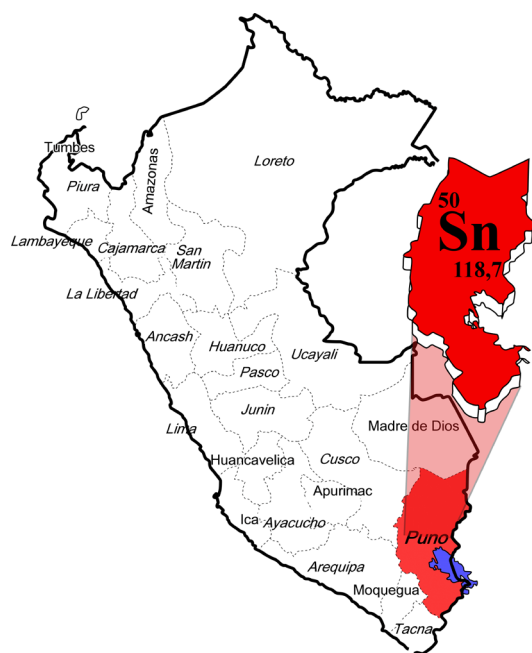 Tumbes
Piura
Amazonas
Loreto
Lambayeque
Cajamarca
San
Martin
La Libertad
Ancash
Huanuco
Ucayali
Pasco
Junin
Lima
Madre de Dios
Huancavelica
Cusco
Apurimac
Ica
Ayacucho
Puno
Arequipa
Moquegua
Tacna
50
Sn
118,7